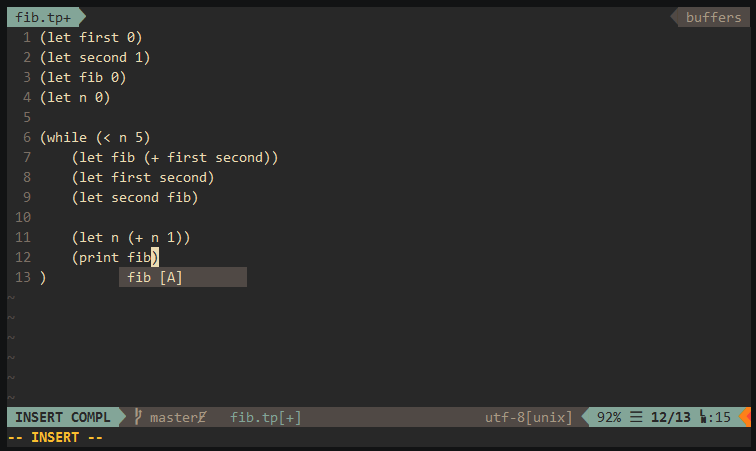 fib.tp+ buffers
1 (let first 0)
2 (let second 1)
3 (let fib 0)
4 (let n 0)
5
6 (while (< n 5)
7     (let fib (+ first second))
8     (let first second)
9     (let second fib)
10
11     (let n (+ n 1))
12     (print fib)
13 )
fib [A]
~
~
~
~
~
~
INSERT COMPL master fib.tp[+] utf-8[unix] 92% ☰ 12/13 :15
-- INSERT --